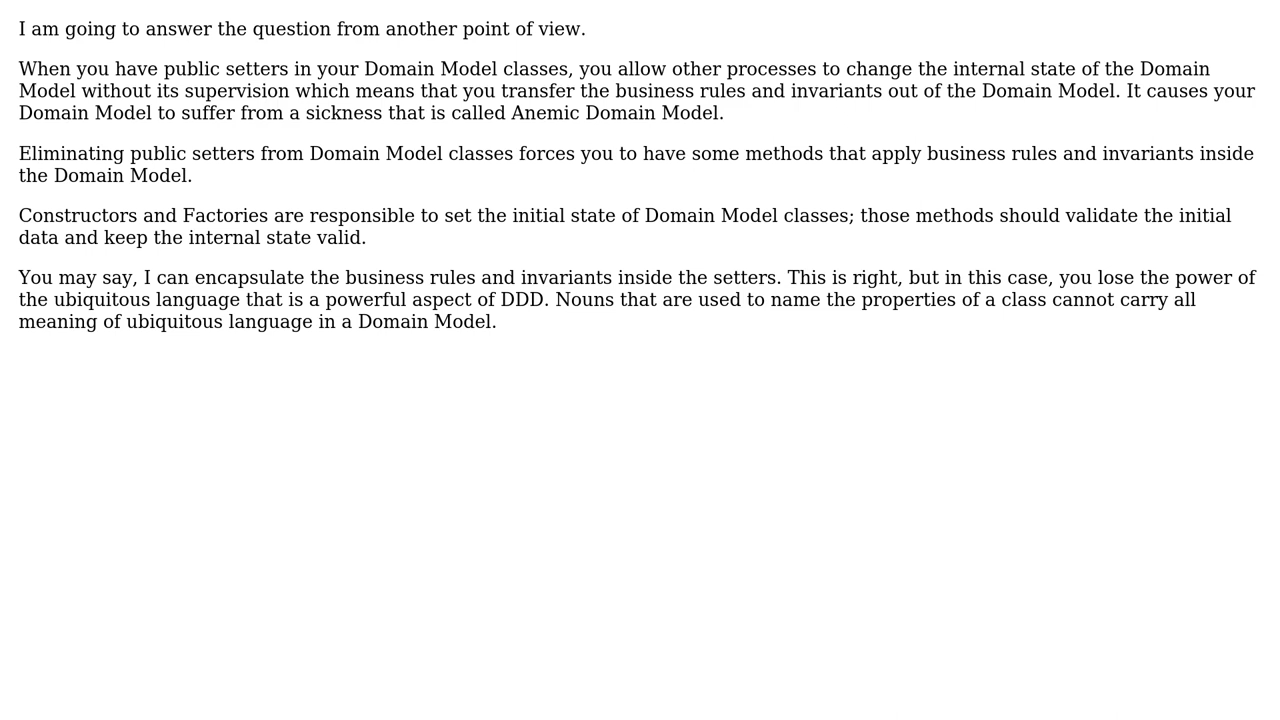 I am going to answer the question from another point of view.
When you have public setters in your Domain Model classes, you allow other processes to change the internal state of the Domain
Model without its supervision which means that you transfer the business rules and invariants out of the Domain Model. It causes your
Domain Model to suffer from a sickness that is called Anemic Domain Model.
Eliminating public setters from Domain Model classes forces you to have some methods that apply business rules and invariants inside
the Domain Model.
Constructors and Factories are responsible to set the initial state of Domain Model classes; those methods should validate the initial
data and keep the internal state valid.
You may say, I can encapsulate the business rules and invariants inside the setters. This is right, but in this case, you lose the power of
the ubiquitous language that is a powerful aspect of DDD. Nouns that are used to name the properties of a class cannot carry all
meaning of ubiquitous language in a Domain Model.